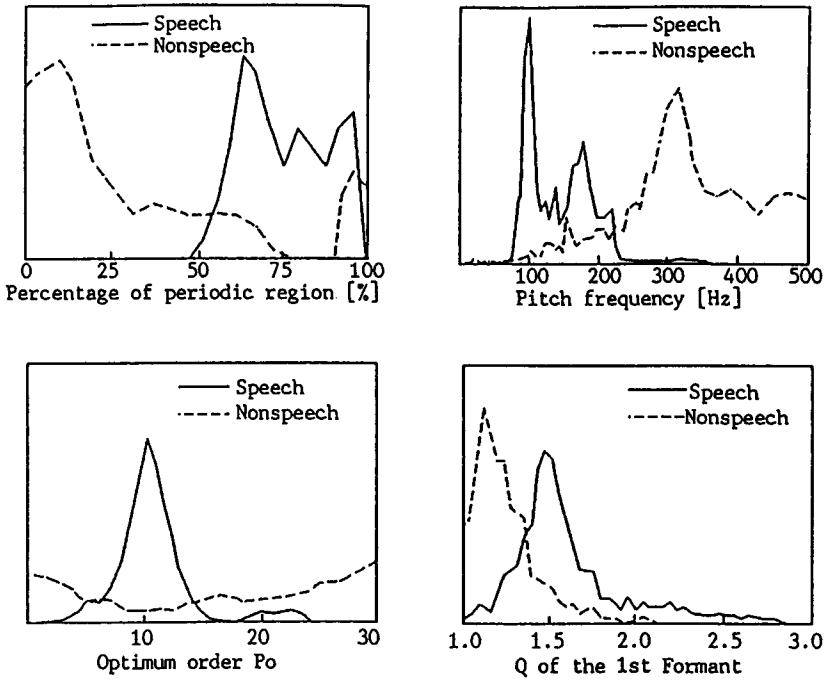 Speech
Nonspeech
0 25 50 75 100
Percentage of periodic region [%]
Speech
Nonspeech
100 200 300 400 500
Pitch frequency [Hz]
Speech
Nonspeech
10 20 30
Optimum order Po
Speech
Nonspeech
1.0 1.5 2.0 2.5 3.0
Q of the 1st Formant